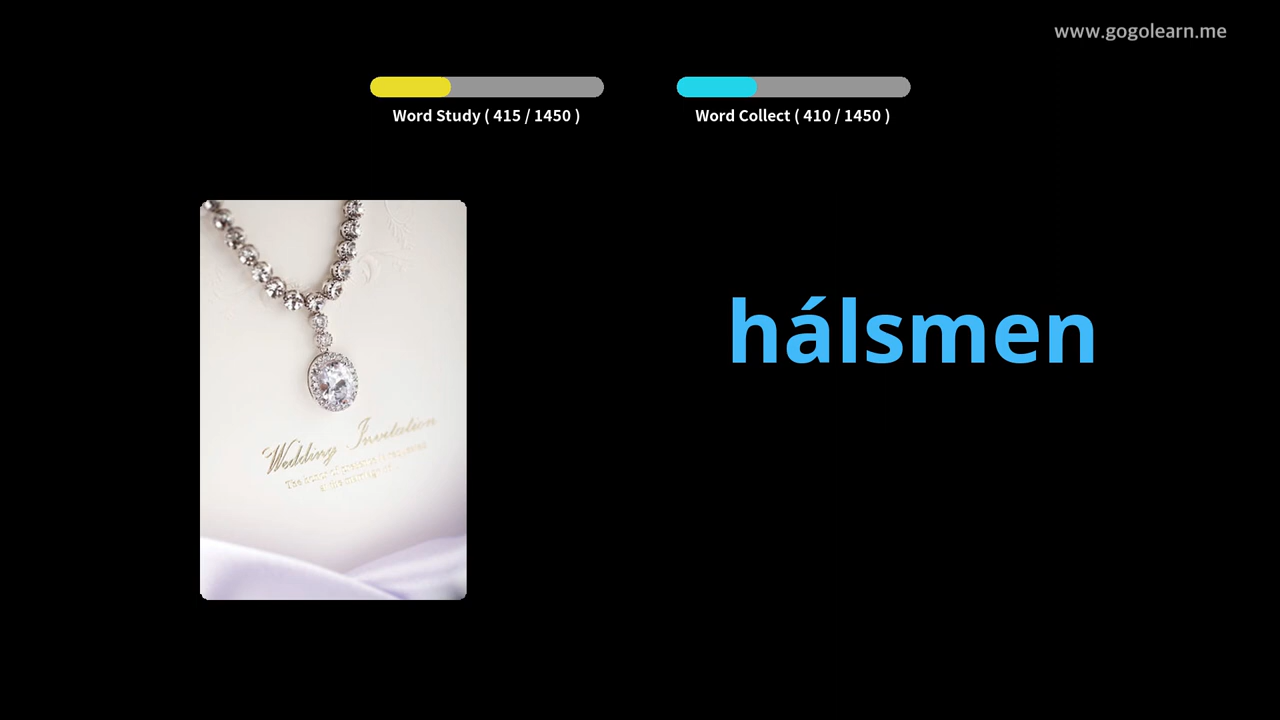 www.gogolearn.me
Word Study ( 415 / 1450 )
Word Collect ( 410 / 1450 )
hálsmen
Wedding Invitation